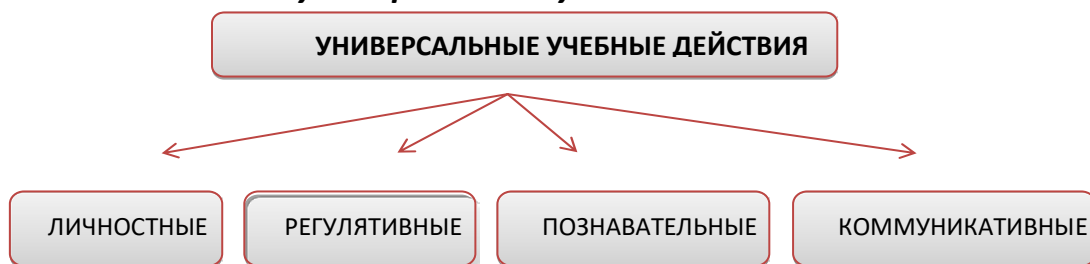 УНИВЕРСАЛЬНЫЕ УЧЕБНЫЕ ДЕЙСТВИЯ
ЛИЧНОСТНЫЕ
РЕГУЛЯТИВНЫЕ
ПОЗНАВАТЕЛЬНЫЕ
КОММУНИКАТИВНЫЕ